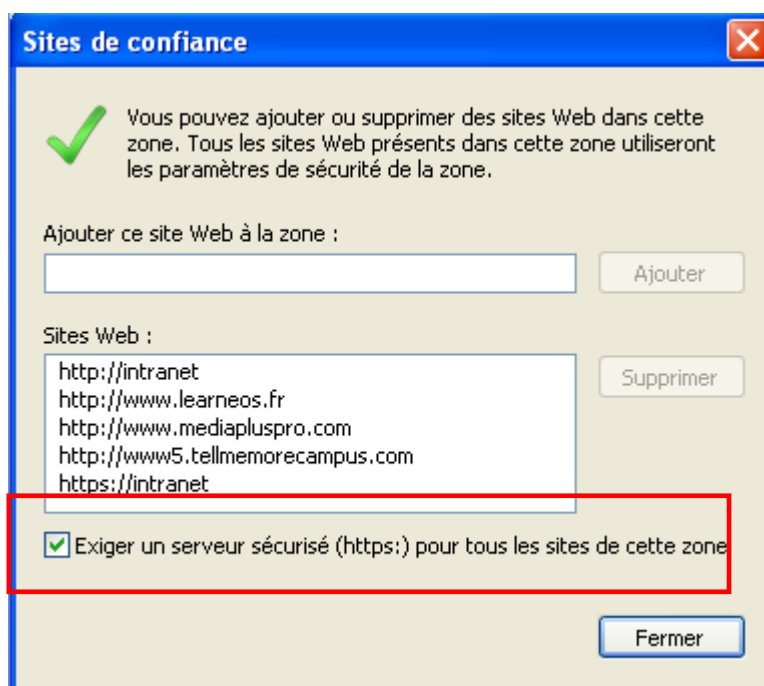 Sites de confiance
Vous pouvez ajouter ou supprimer des sites Web dans cette
zone. Tous les sites Web présents dans cette zone utiliseront
les paramètres de sécurité de la zone.
Ajouter ce site Web à la zone :
Ajouter
Sites Web :
http://intranet
http://www.learneos.fr
http://www.mediapluspro.com
http://www5.tellmemorecampus.com
https://intranet
Supprimer
Exiger un serveur sécurisé (https:) pour tous les sites de cette zone
Fermer